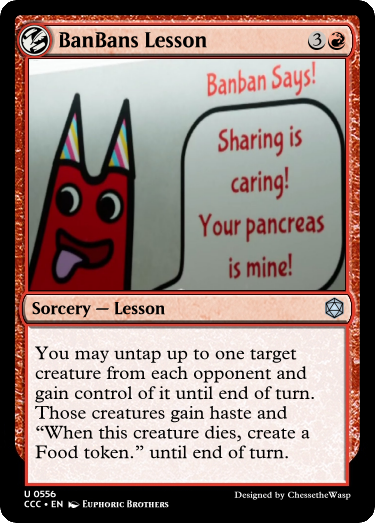 BanBans Lesson
3
Banban Says!
Sharing is
caring!
Your pancreas
is mine!
Sorcery — Lesson
You may untap up to one target
creature from each opponent and
gain control of it until end of turn.
Those creatures gain haste and
“When this creature dies, create a
Food token.” until end of turn.
U 0556
Designed by ChessetheWasp
CCC • EN Euphoric Brothers